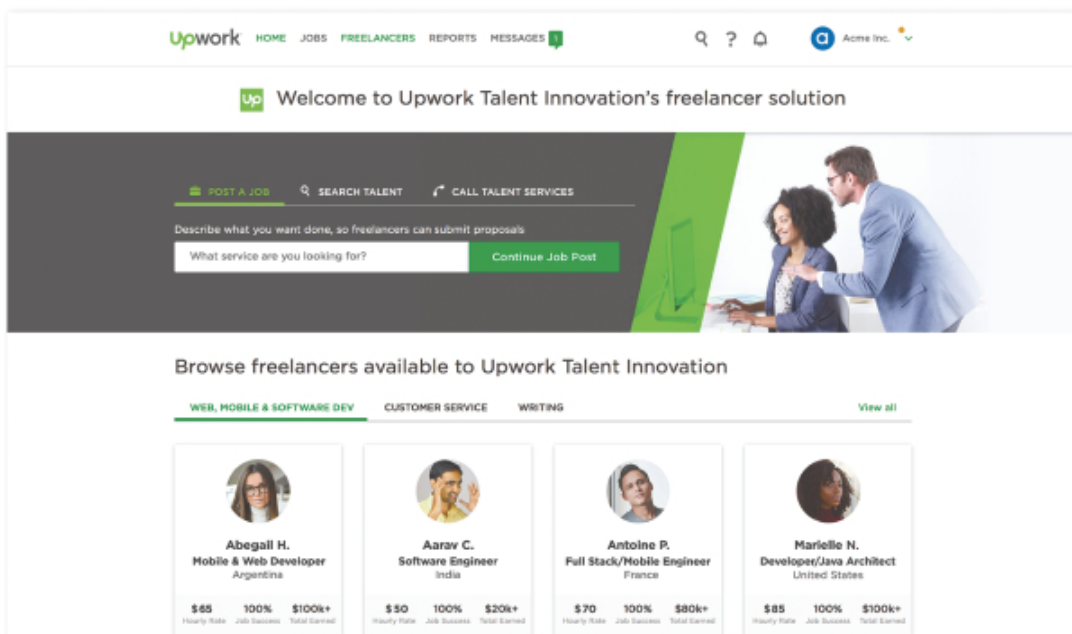 Upwork HOME JOBS FREELANCERS REPORTS MESSAGES 1 ? a Acme Inc.
Up Welcome to Upwork Talent Innovation's freelancer solution
POST A JOB SEARCH TALENT CALL TALENT SERVICES
Describe what you want done, so freelancers can submit proposals
What service are you looking for? Continue Job Post
Browse freelancers available to Upwork Talent Innovation
WEB, MOBILE & SOFTWARE DEV CUSTOMER SERVICE WRITING View all
Abegail H. Aarav C. Antoine P. Marielle N.
Mobile & Web Developer Software Engineer Full Stack/Mobile Engineer Developer/Java Architect
Argentina India France United States
$65 100% $100k+ $50 100% $20k+ $70 100% $80k+ $85 100% $100k+
Hourly Rate Job Success Total Earned Hourly Rate Job Success Total Earned Hourly Rate Job Success Total Earned Hourly Rate Job Success Total Earned